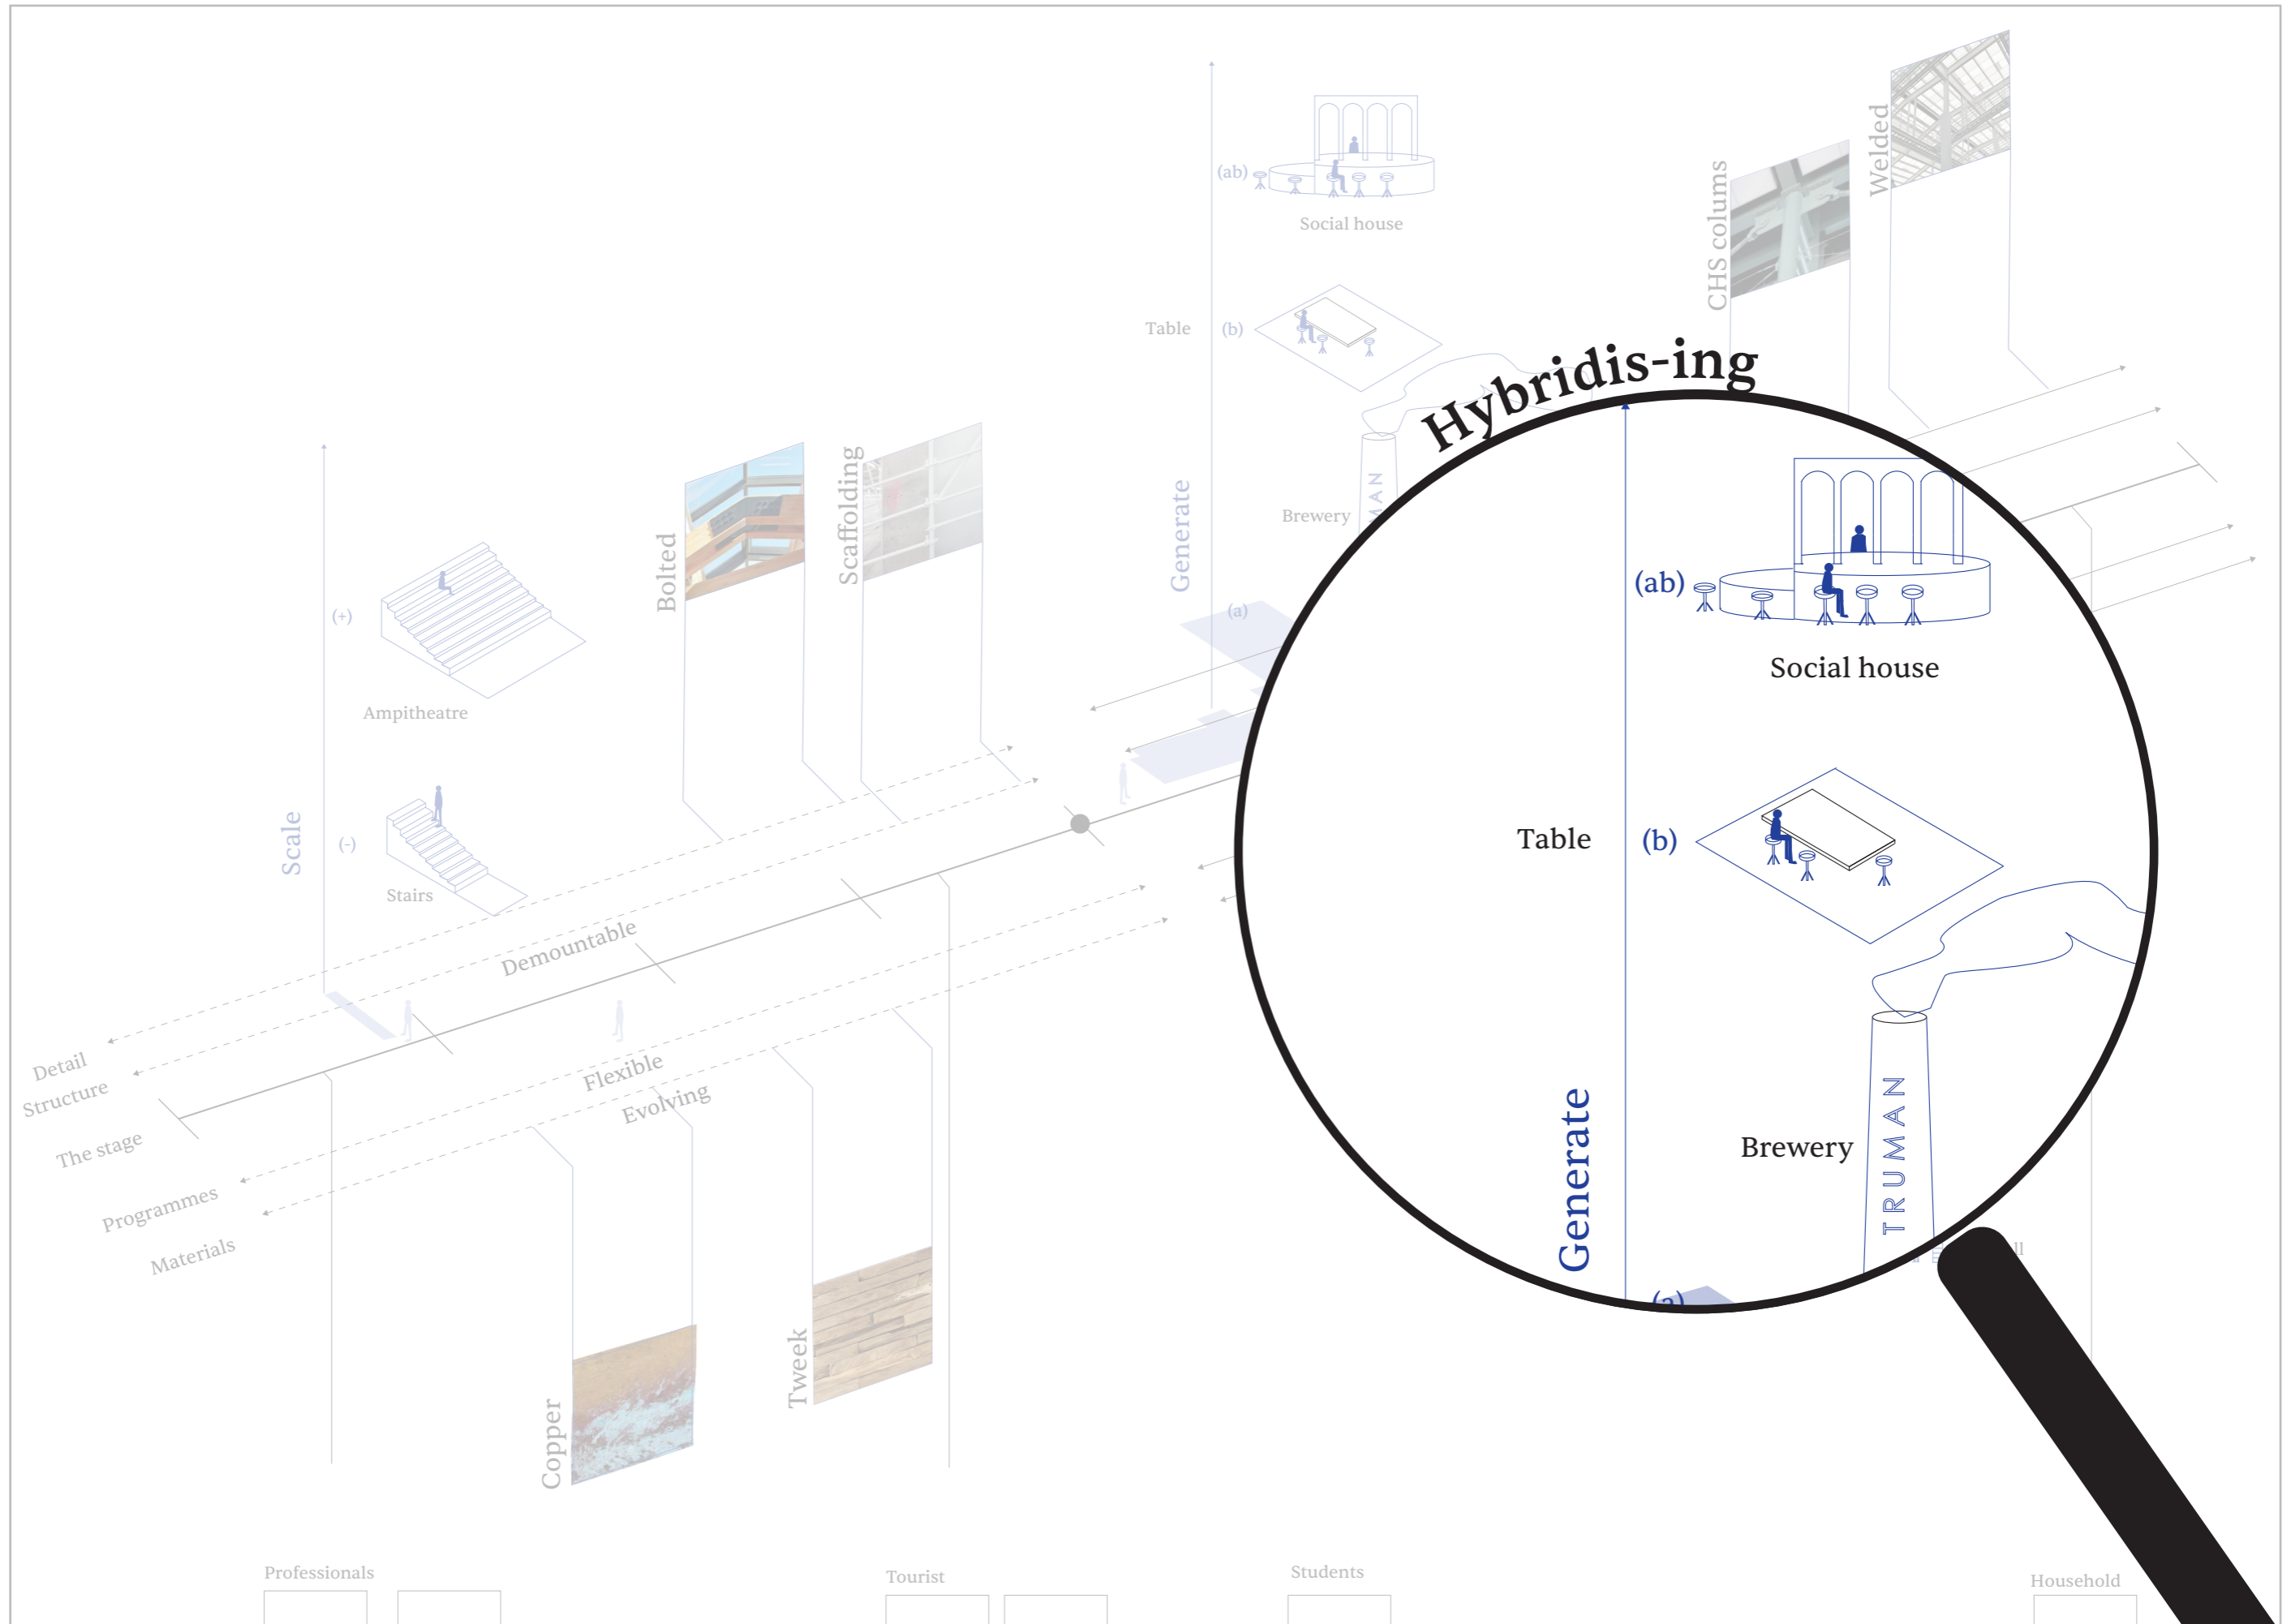 Welded
CHS colums
(ab)
Social house
Table
(b)
Hybridis-ing
Generate
Brewery
MAN
(a)
Bolted
Scaffolding
(+)
Ampitheatre
Scale
(-)
Stairs
(ab)
Social house
Table
(b)
Generate
Brewery
TRUMAN
(a)
Demountable
Flexible
Evolving
Detail
Structure
The stage
Programmes
Materials
Copper
Tweek
Professionals
Tourist
Students
Household